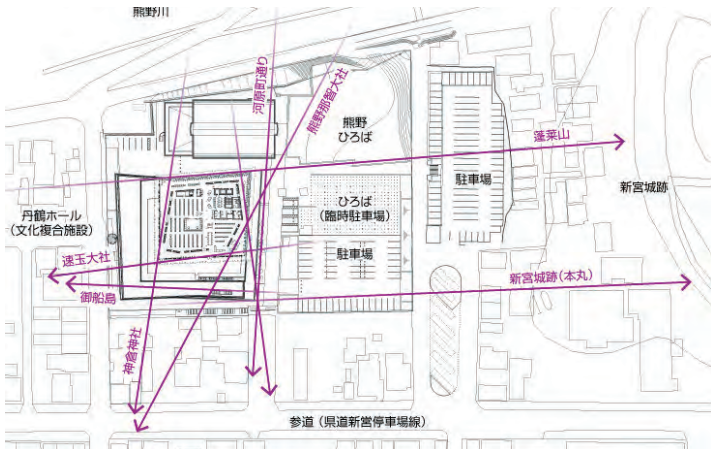 熊野川
河原町通り
熊野那智大社
熊野
ひろば
蓬莱山
駐車場
新宮城跡
丹鶴ホール
(文化複合施設)
ひろば
(臨時駐車場)
駐車場
速玉大社
御船島
新宮城跡(本丸)
神倉神社
参道(県道新宮停車場線)